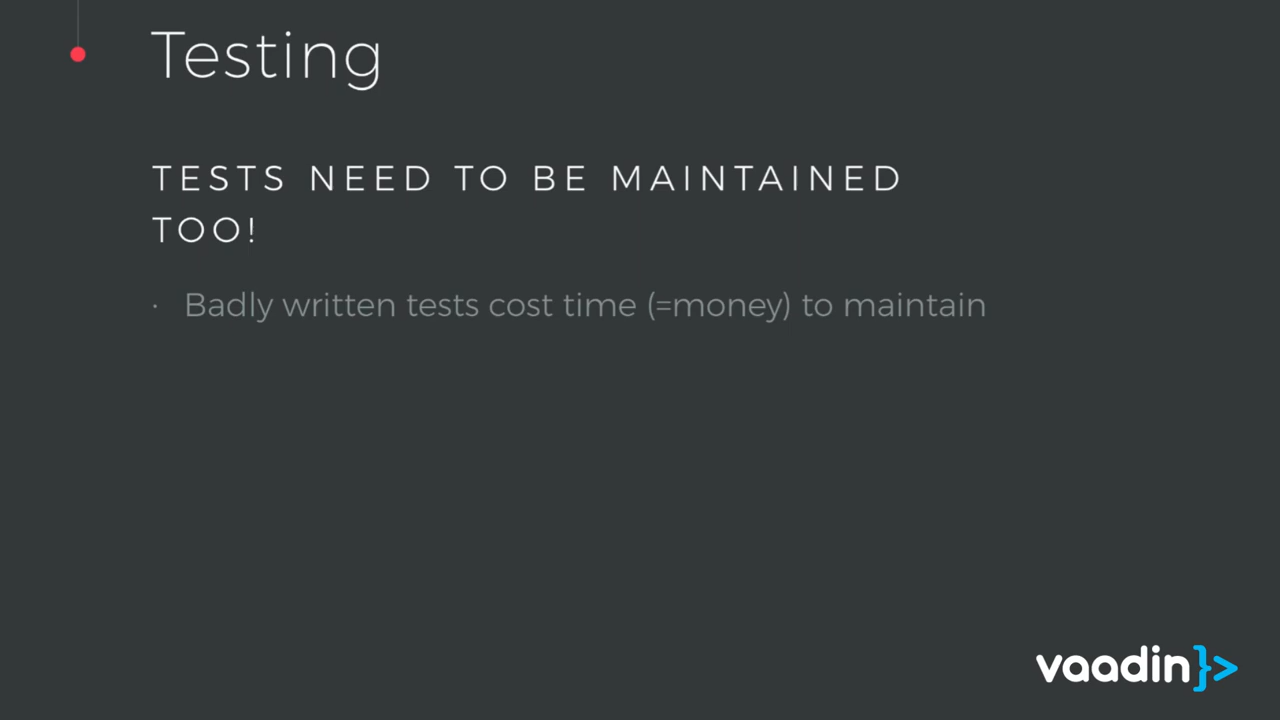 Testing
TESTS NEED TO BE MAINTAINED
TOO!
· Badly written tests cost time (=money) to maintain
vaadin}>